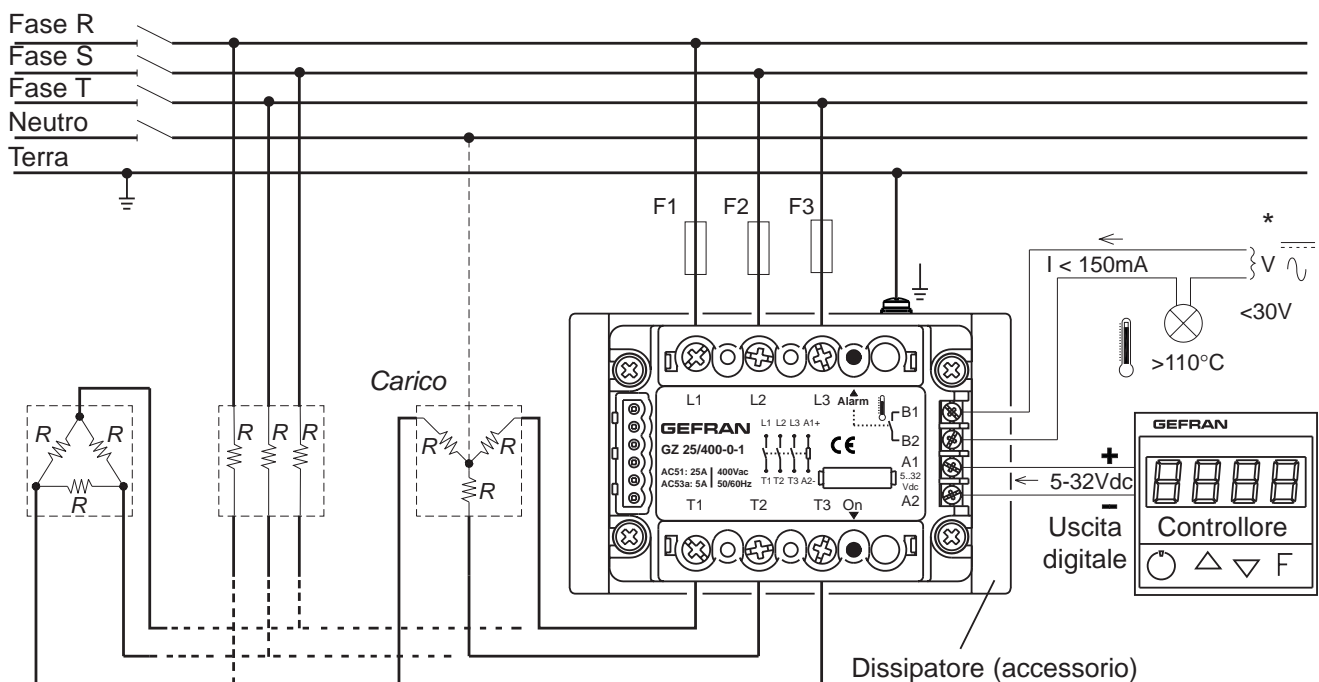 Fase R
Fase S
Fase T
Neutro
Terra
F1 F2 F3
*
I < 150mA
V
<30V
>110°C
Carico
R R R
R R R
R R R
L1 L2 L3 Alarm
B1
B2
GEFRAN
GZ 25/400-0-1
AC51: 25A | 400Vac
AC53a: 5A | 50/60Hz
L1 L2 L3 A1+
T1 T2 T3 A2-
CE
A1
5..32
Vdc
A2
T1 T2 T3 On
+
5-32Vdc
-
Uscita
digitale
GEFRAN
8888
Controllore
F
Dissipatore (accessorio)